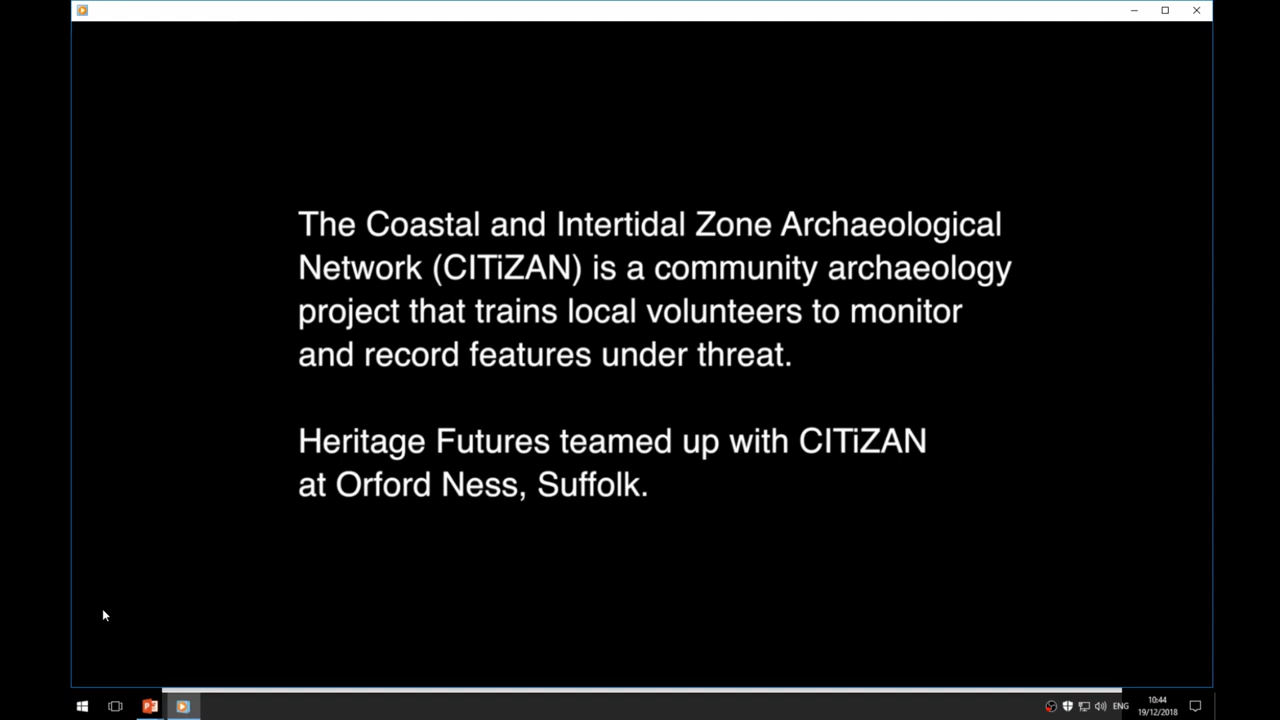 The Coastal and Intertidal Zone Archaeological
Network (CITiZAN) is a community archaeology
project that trains local volunteers to monitor
and record features under threat.
Heritage Futures teamed up with CITiZAN
at Orford Ness, Suffolk.
ENG
10:44
19/12/2018